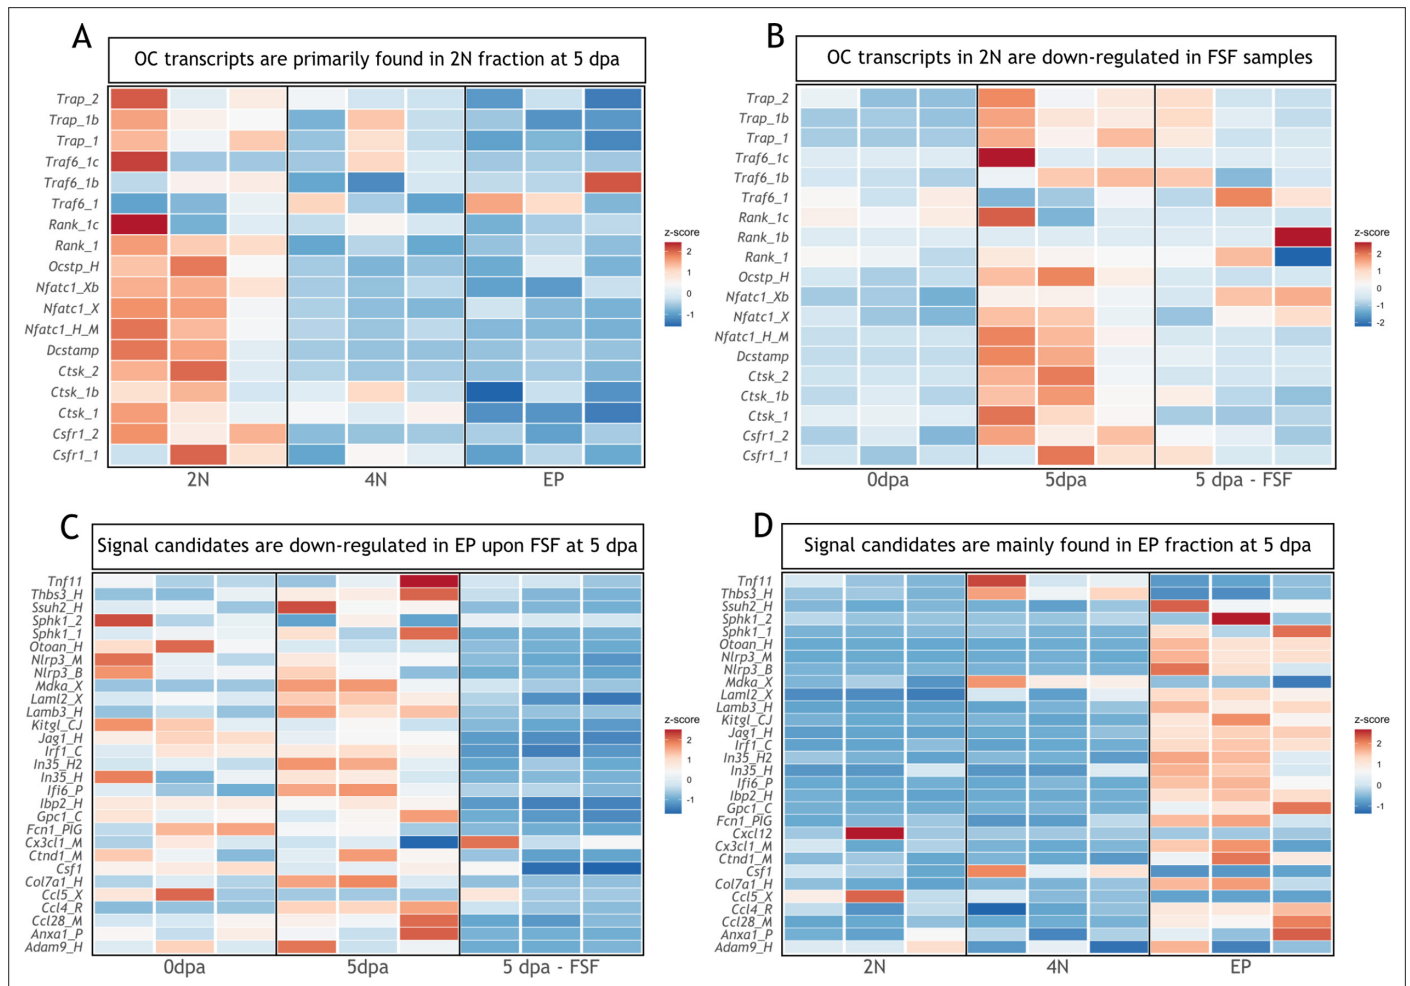 A
OC transcripts are primarily found in 2N fraction at 5 dpa
Trap_2
Trap_1b
Trap_1
Traf6_1c
Traf6_1b
Traf6_1
Rank_1c
Rank_1
Ocstp_H
Nfatc1_Xb
Nfatc1_X
Nfatc1_H_M
Dcstamp
Ctsk_2
Ctsk_1b
Ctsk_1
Csfr1_2
Csfr1_1
2N 4N EP
z-score
2
1
0
-1
B
OC transcripts in 2N are down-regulated in FSF samples
Trap_2
Trap_1b
Trap_1
Traf6_1c
Traf6_1b
Traf6_1
Rank_1c
Rank_1b
Rank_1
Ocstp_H
Nfatc1_Xb
Nfatc1_X
Nfatc1_H_M
Dcstamp
Ctsk_2
Ctsk_1b
Ctsk_1
Csfr1_2
Csfr1_1
0dpa 5dpa 5 dpa - FSF
z-score
2
1
0
-1
-2
C
Signal candidates are down-regulated in EP upon FSF at 5 dpa
Tnf11
Thbs3_H
Ssuh2_H
Sphk1_2
Sphk1_1
Otoan_H
Nlrp3_M
Nlrp3_B
Mdka_X
Laml2_X
Lamb3_H
Kitgl_CJ
Jag1_H
Irf1_C
In35_H2
In35_H
Ifi6_P
Ibp2_H
Gpc1_C
Fcn1_PIG
Cx3cl1_M
Ctnd1_M
Csf1
Col7a1_H
Ccl5_X
Ccl4_R
Ccl28_M
Anxa1_P
Adam9_H
0dpa 5dpa 5 dpa - FSF
z-score
2
1
0
-1
D
Signal candidates are mainly found in EP fraction at 5 dpa
Tnf11
Thbs3_H
Ssuh2_H
Sphk1_2
Sphk1_1
Otoan_H
Nlrp3_M
Nlrp3_B
Mdka_X
Laml2_X
Lamb3_H
Kitgl_CJ
Jag1_H
Irf1_C
In35_H2
In35_H
Ifi6_P
Ibp2_H
Gpc1_C
Fcn1_PIG
Cxcl12
Cx3cl1_M
Ctnd1_M
Csf1
Col7a1_H
Ccl5_X
Ccl4_R
Ccl28_M
Anxa1_P
Adam9_H
2N 4N EP
z-score
2
1
0
-1